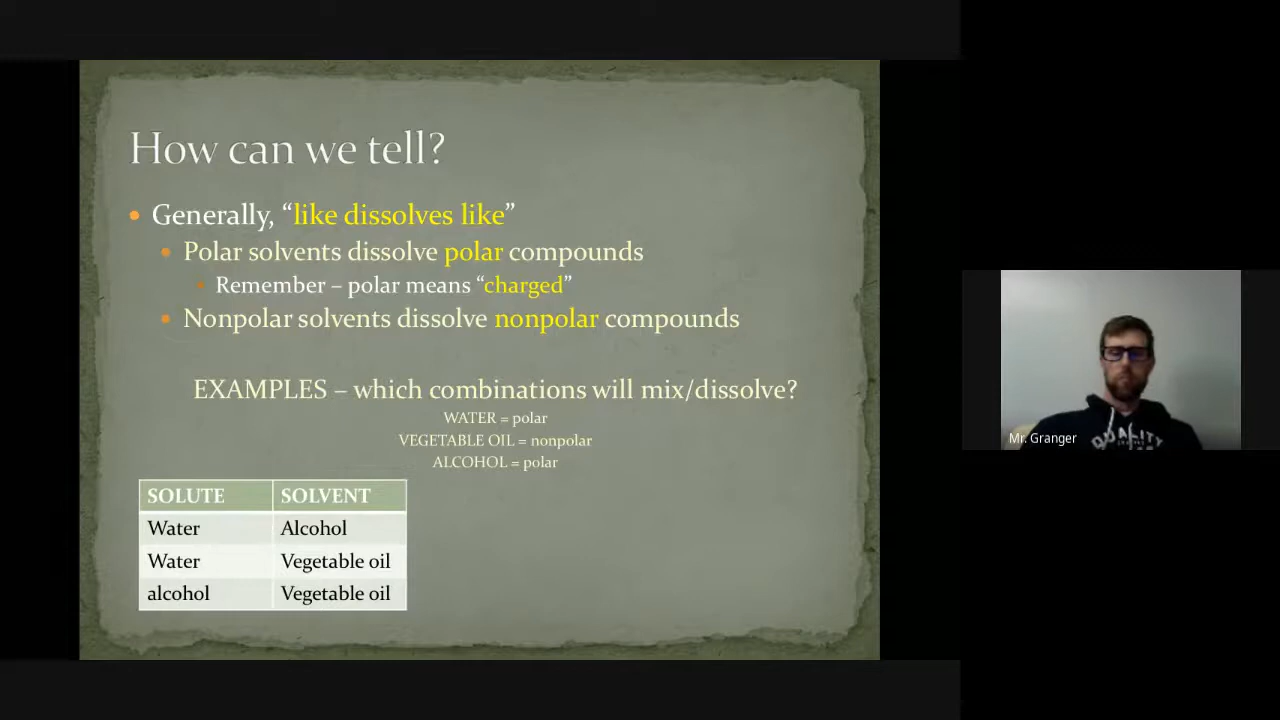 How can we tell?
• Generally, “like dissolves like”
• Polar solvents dissolve polar compounds
• Remember – polar means “charged”
• Nonpolar solvents dissolve nonpolar compounds
EXAMPLES – which combinations will mix/dissolve?
WATER = polar
VEGETABLE OIL = nonpolar
ALCOHOL = polar
SOLUTE SOLVENT
Water Alcohol
Water Vegetable oil
alcohol Vegetable oil
Mr. Granger
QUALITY